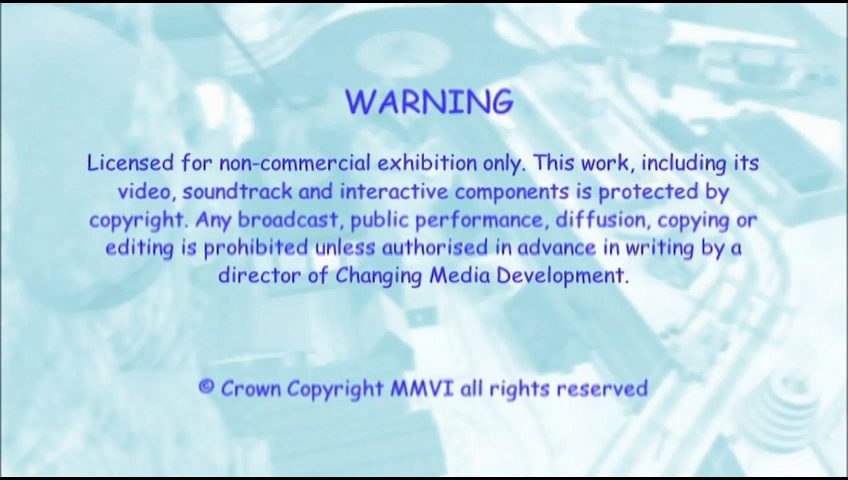 WARNING
Licensed for non-commercial exhibition only. This work, including its
video, soundtrack and interactive components is protected by
copyright. Any broadcast, public performance, diffusion, copying or
editing is prohibited unless authorised in advance in writing by a
director of Changing Media Development.
© Crown Copyright MMVI all rights reserved